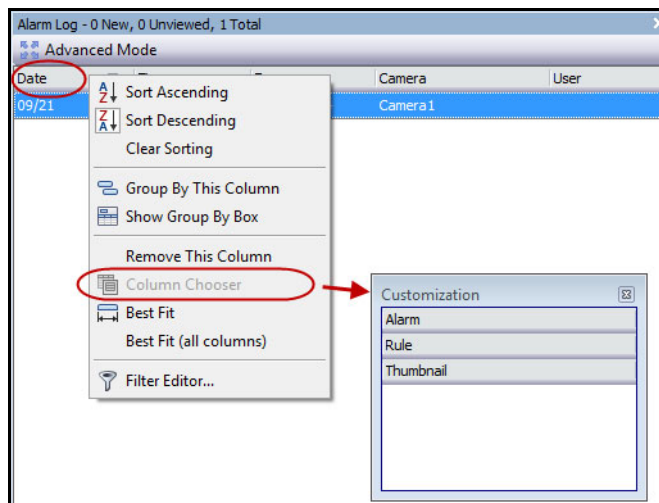 Alarm Log - 0 New, 0 Unviewed, 1 Total
Advanced Mode
Date Camera User
09/21 Camera1
Sort Ascending
Sort Descending
Clear Sorting
Group By This Column
Show Group By Box
Remove This Column
Column Chooser
Best Fit
Best Fit (all columns)
Filter Editor...
Customization
Alarm
Rule
Thumbnail